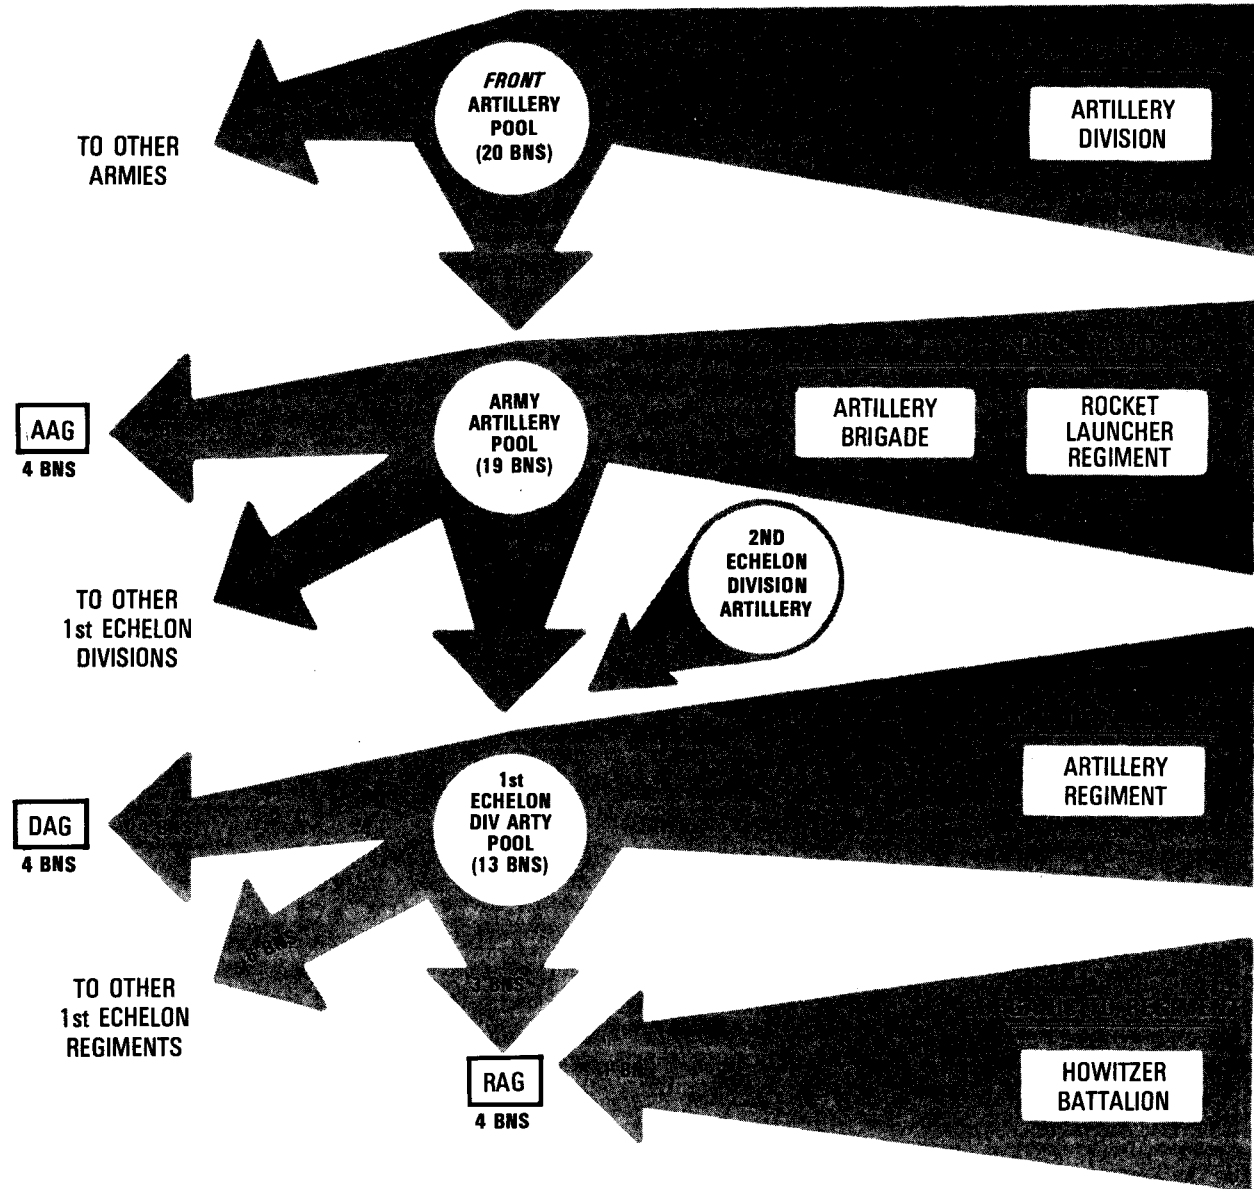 FRONT
ARTILLERY
POOL
(20 BNS)
ARTILLERY
DIVISION
TO OTHER
ARMIES
ARMY
ARTILLERY
POOL
(19 BNS)
ARTILLERY
BRIGADE
ROCKET
LAUNCHER
REGIMENT
AAG
4 BNS
2ND
ECHELON
DIVISION
ARTILLERY
TO OTHER
1st ECHELON
DIVISIONS
1st
ECHELON
DIV ARTY
POOL
(13 BNS)
ARTILLERY
REGIMENT
DAG
4 BNS
3 BNS
TO OTHER
1st ECHELON
REGIMENTS
RAG
4 BNS
HOWITZER
BATTALION